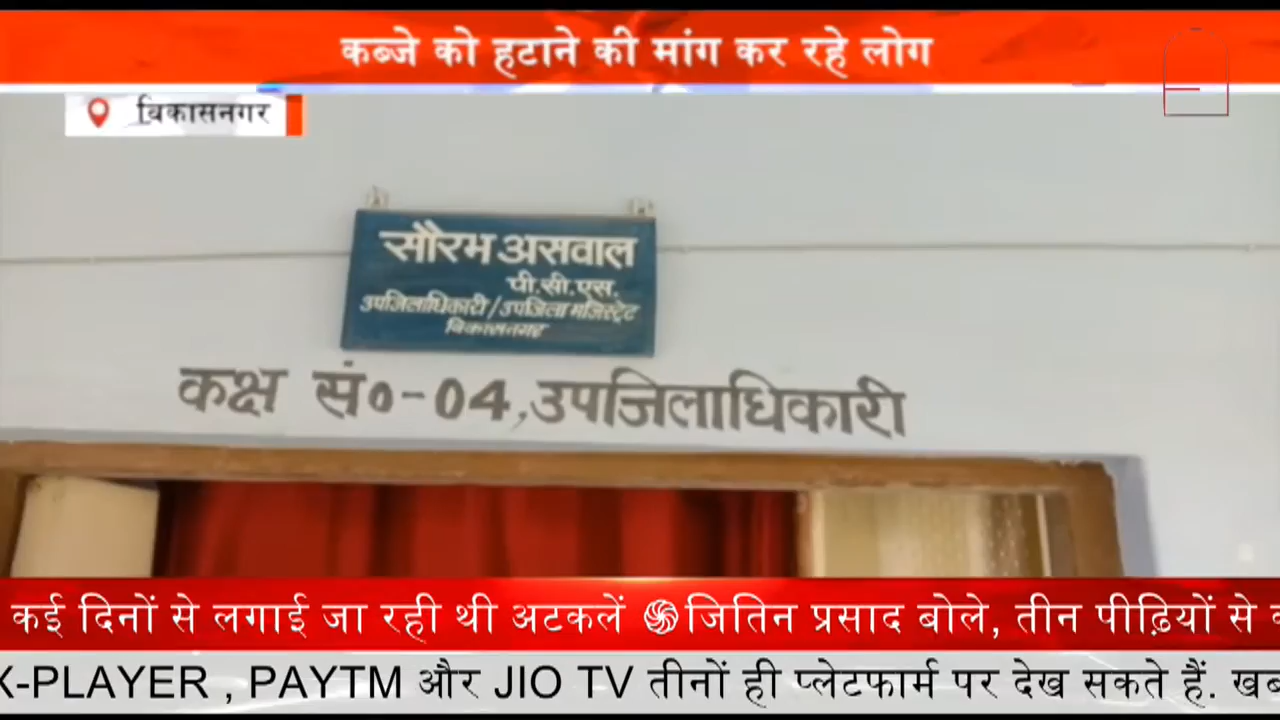 कब्जे को हटाने की मांग कर रहे लोग
विकासनगर
सौरभ असवाल
पी.सी.एस.
उपजिलाधिकारी/उपजिला मजिस्ट्रेट
विकासनगर
कक्ष सं०-04,उपजिलाधिकारी
कई दिनों से लगाई जा रही थी अटकलें जितिन प्रसाद बोले, तीन पीढ़ियों से
X-PLAYER , PAYTM और JIO TV तीनों ही प्लेटफार्म पर देख सकते हैं.